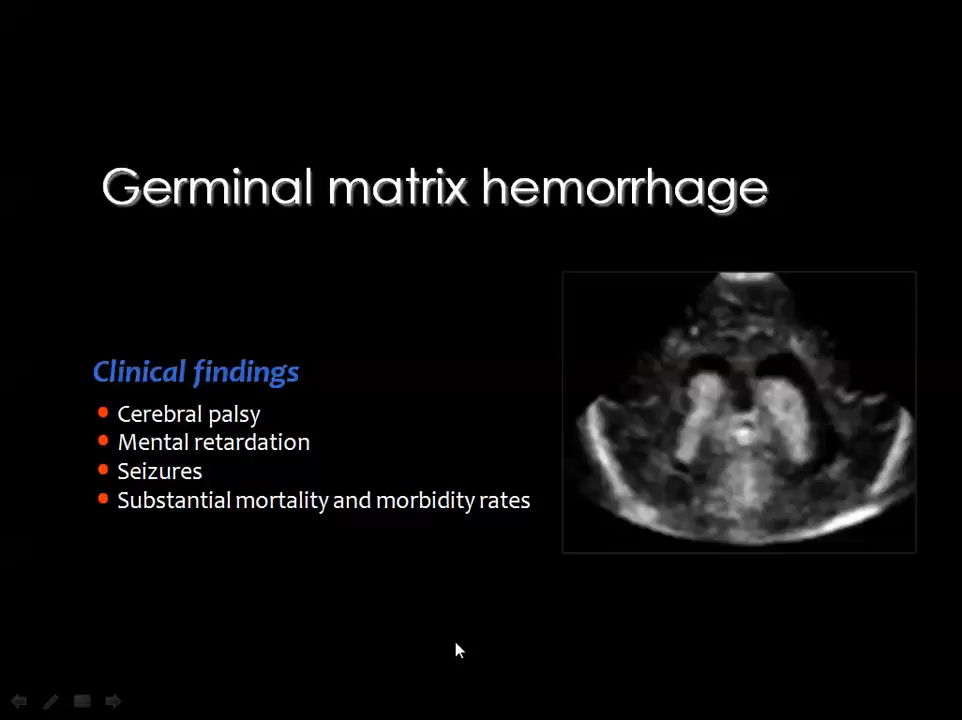 Germinal matrix hemorrhage
Clinical findings
Cerebral palsy
Mental retardation
Seizures
Substantial mortality and morbidity rates